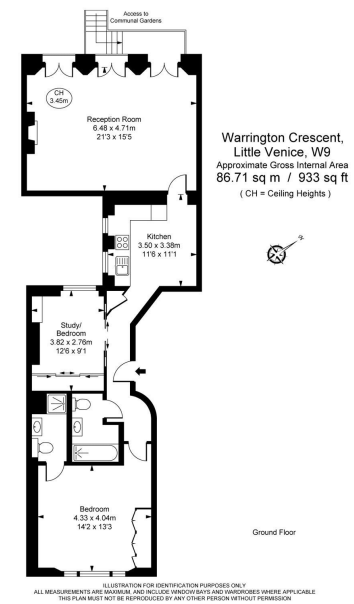 Access to
Communal Gardens
CH
3.45m
Reception Room
6.48 x 4.71m
21'3 x 15'5
Warrington Crescent,
Little Venice, W9
Approximate Gross Internal Area
86.71 sq m / 933 sq ft
( CH = Ceiling Heights )
N
Kitchen
3.50 x 3.38m
11'6 x 11'1
Study/
Bedroom
3.82 x 2.76m
12'6 x 9'1
Bedroom
4.33 x 4.04m
14'2 x 13'3
Ground Floor
ILLUSTRATION FOR IDENTIFICATION PURPOSES ONLY
ALL MEASUREMENTS ARE MAXIMUM, AND INCLUDE WINDOW BAYS AND WARDROBES WHERE APPLICABLE
THIS PLAN MUST NOT BE REPRODUCED BY ANY OTHER PERSON WITHOUT PERMISSION